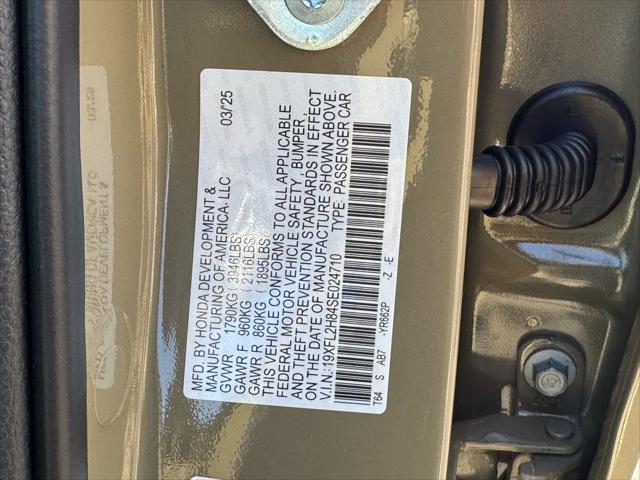 MFD. BY HONDA DEVELOPMENT & 03/25
MANUFACTURING OF AMERICA, LLC
GVWR 1790KG(3946LBS)
GAWR F 960KG(2116LBS)
GAWR R 860KG(1895LBS)
THIS VEHICLE CONFORMS TO ALL APPLICABLE
FEDERAL MOTOR VEHICLE SAFETY, BUMPER,
AND THEFT PREVENTION STANDARDS IN EFFECT
ON THE DATE OF MANUFACTURE SHOWN ABOVE.
V.I.N.:19XFL2H84SE024710 TYPE: PASSENGER CAR
T64 S AB7 -YR662P -Z -E